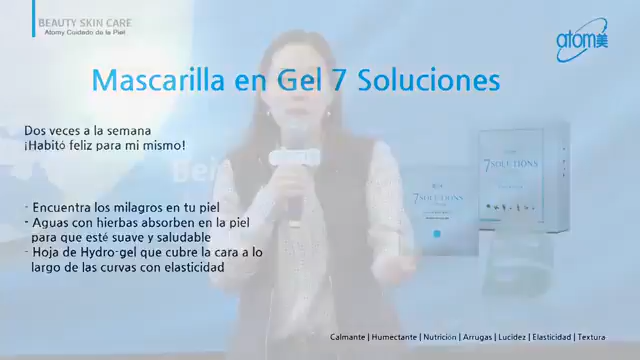 BEAUTY SKIN CARE
Atomy Cuidedo de la Piel
atom美
Mascarilla en Gel 7 Soluciones
Dos veces a la semana
¡Habitó feliz para mi mismo!
- Encuentra los milagros en tu piel
- Aguas con hierbas absorben en la piel
para que esté suave y saludable
- Hoja de Hydro-gel que cubre la cara a lo
largo de las curvas con elasticidad
7SOLUTIONS
7SOLUTIONS
Calmante | Humectante | Nutrición | Arrugas | Lucidez | Elasticidad | Textura